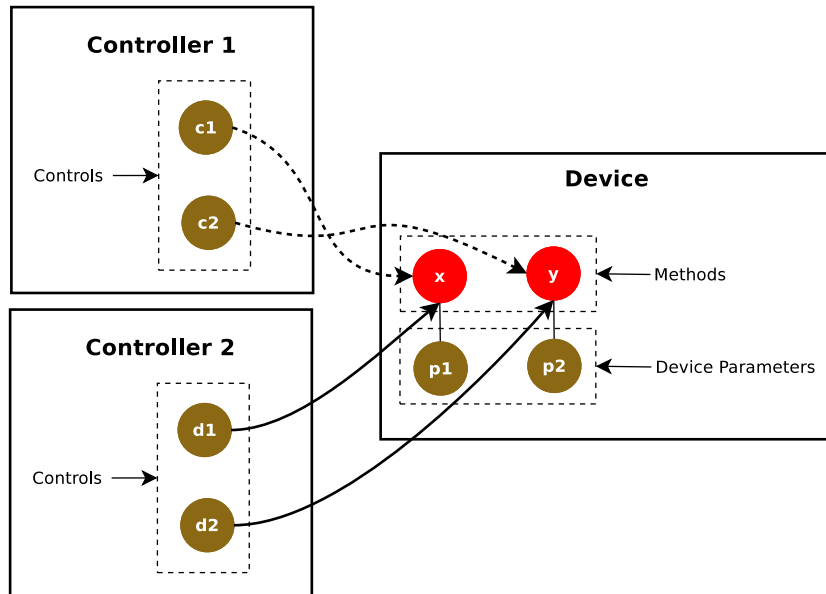 Controller 1
c1
Controls
c2
Device
x
y
Methods
p1
p2
Device Parameters
Controller 2
d1
Controls
d2